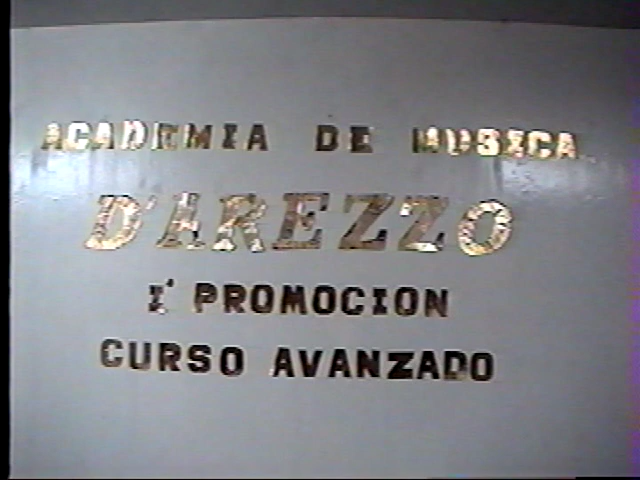 ACADEMIA DE MUSICA
D'AREZZO
I' PROMOCION
CURSO AVANZADO